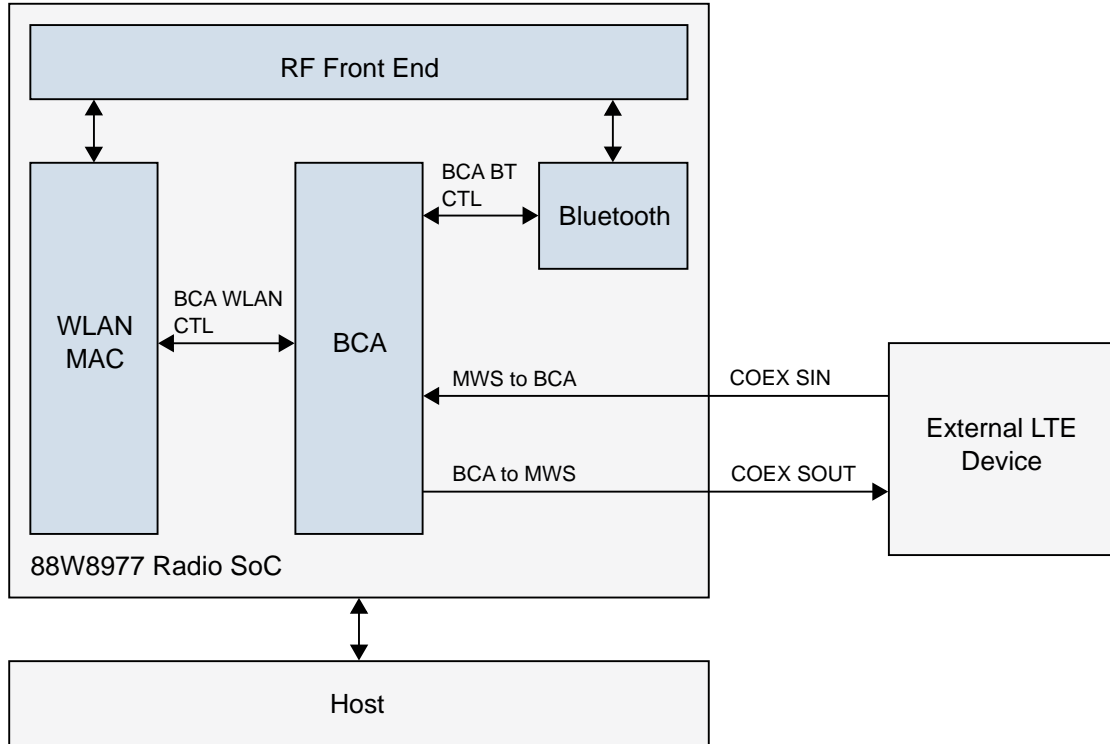 RF Front End
BCA BT
CTL
Bluetooth
BCA WLAN
CTL
WLAN
MAC
BCA
MWS to BCA
COEX SIN
External LTE
Device
BCA to MWS
COEX SOUT
88W8977 Radio SoC
Host